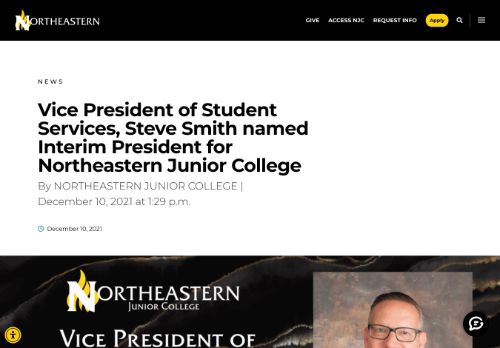 NORTHEASTERN
GIVE ACCESS NJC REQUEST INFO Apply
NEWS
Vice President of Student
Services, Steve Smith named
Interim President for
Northeastern Junior College
By NORTHEASTERN JUNIOR COLLEGE |
December 10, 2021 at 1:29 p.m.
December 10, 2021
NORTHEASTERN
JUNIOR COLLEGE
VICE PRESIDENT OF